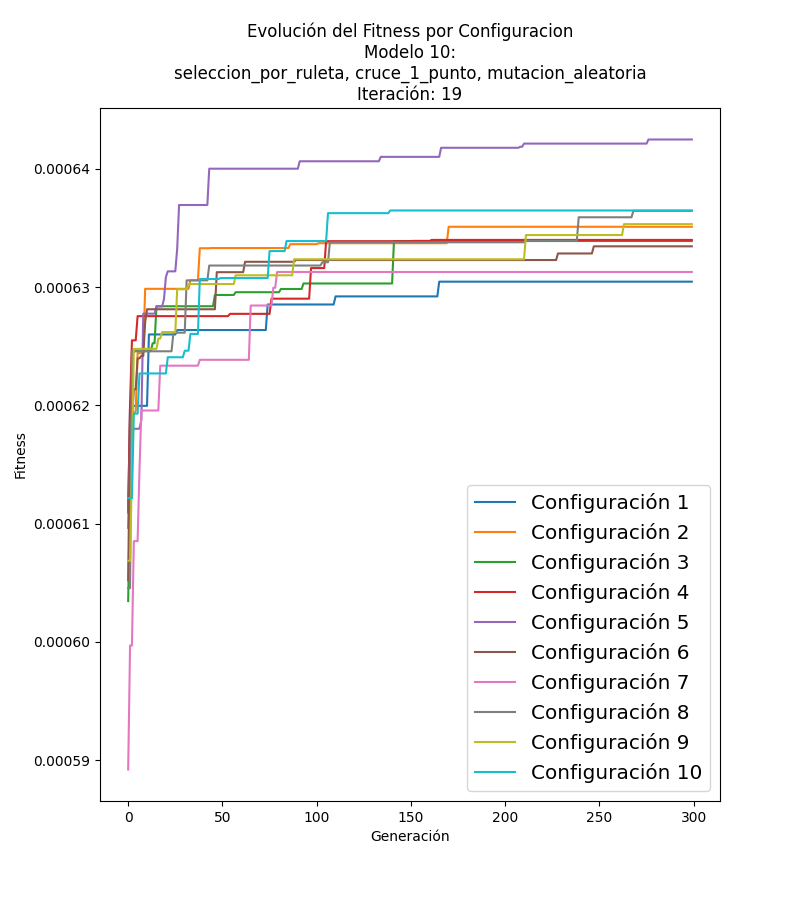 Evolución del Fitness por Configuracion
Modelo 10:
seleccion_por_ruleta, cruce_1_punto, mutacion_aleatoria
Iteración: 19
0.00064
0.00063
0.00062
0.00061
0.00060
0.00059
Fitness
0
50
100
150
200
250
300
Generación
Configuración 1
Configuración 2
Configuración 3
Configuración 4
Configuración 5
Configuración 6
Configuración 7
Configuración 8
Configuración 9
Configuración 10